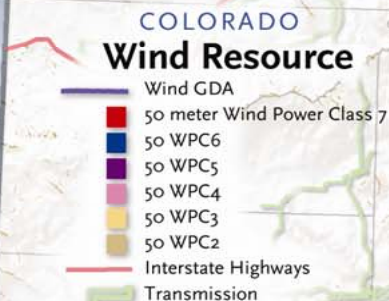 COLORADO
Wind Resource
Wind GDA
50 meter Wind Power Class 7
50 WPC6
50 WPC5
50 WPC4
50 WPC3
50 WPC2
Interstate Highways
Transmission